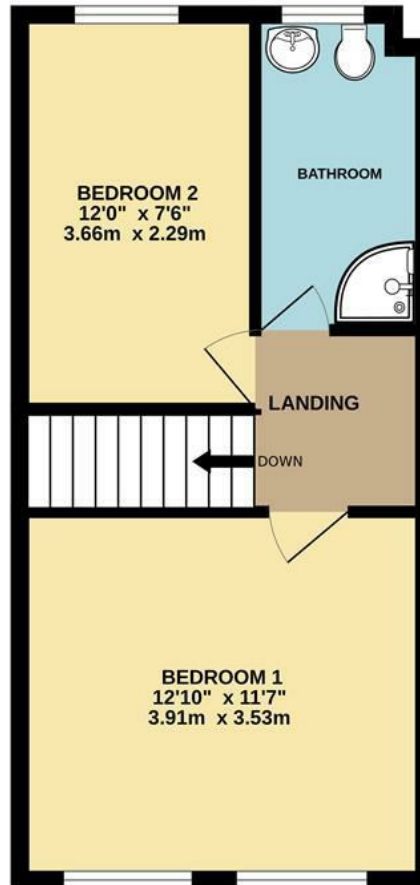 BEDROOM 2
12'0" x 7'6"
3.66m x 2.29m
BATHROOM
LANDING
DOWN
BEDROOM 1
12'10" x 11'7"
3.91m x 3.53m